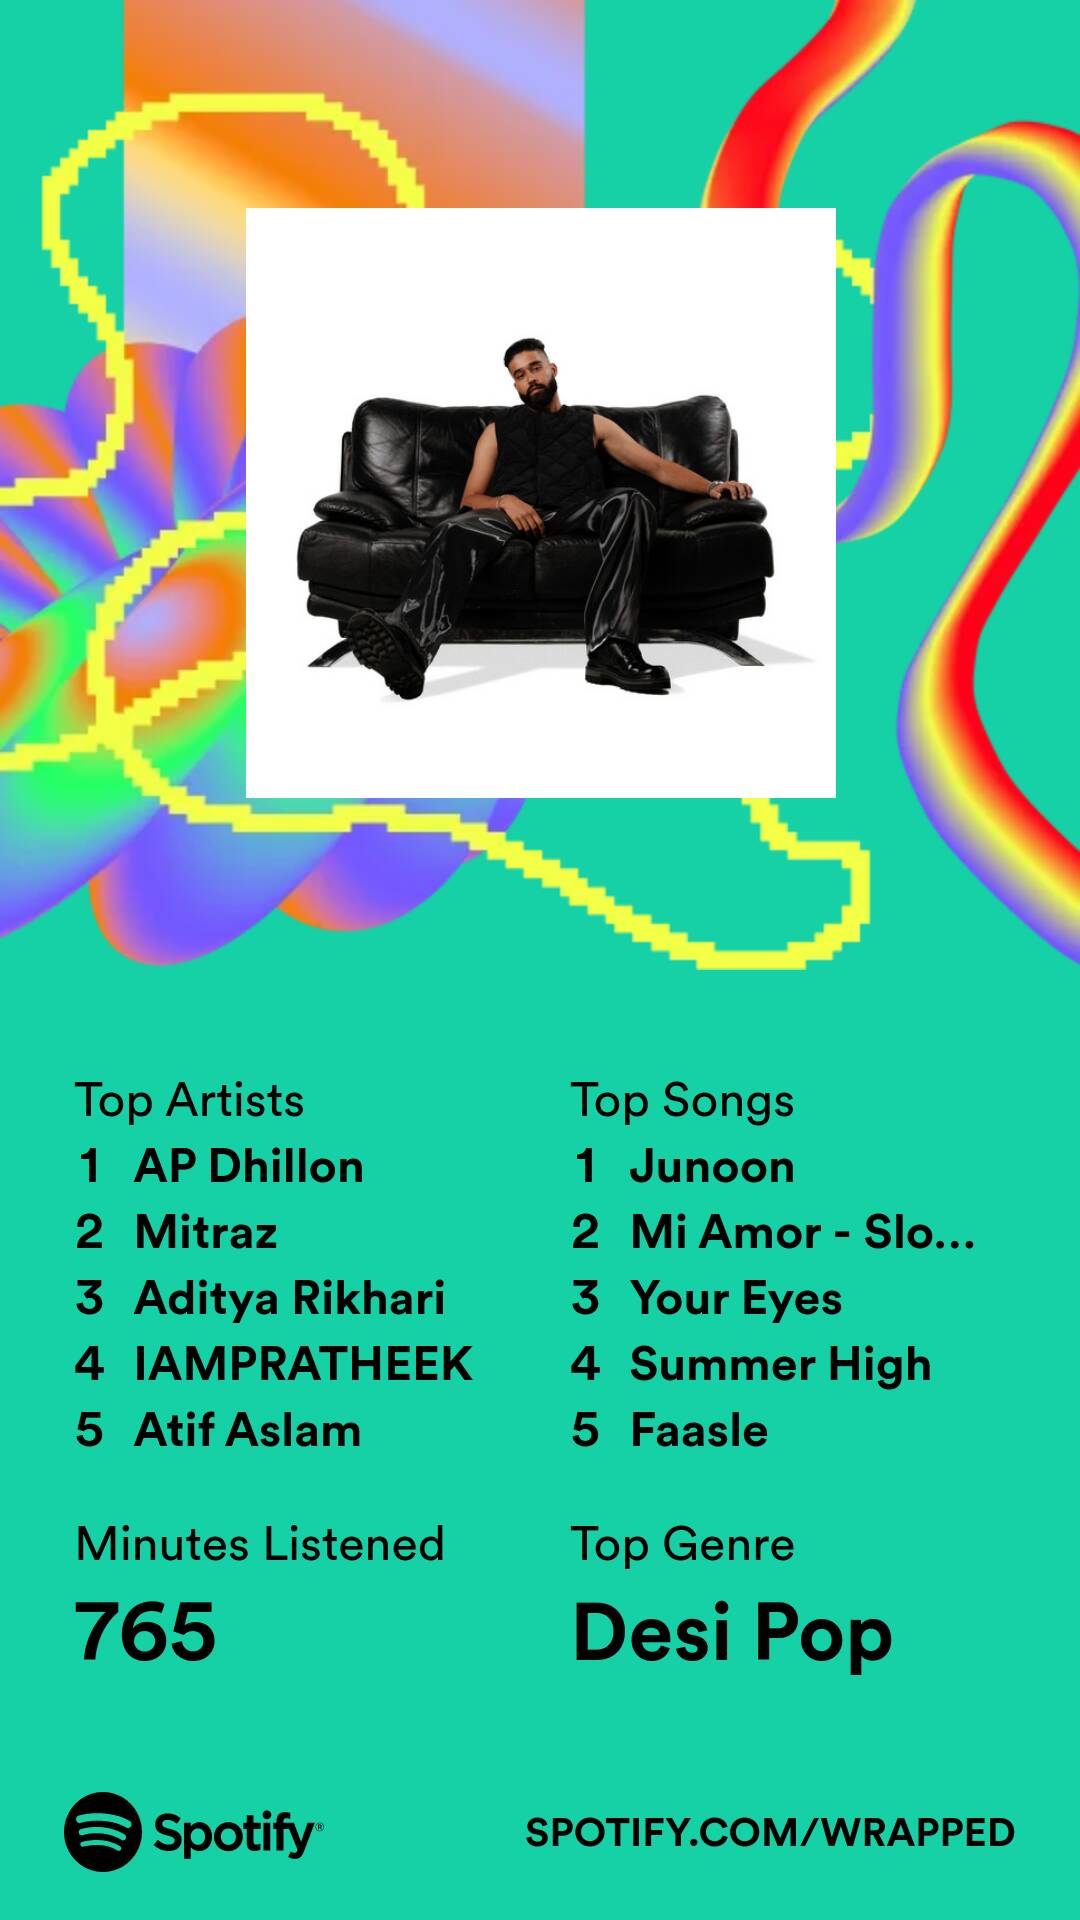 Top Artists
1 AP Dhillon
2 Mitraz
3 Aditya Rikhari
4 IAMPRATHEEK
5 Atif Aslam
Top Songs
1 Junoon
2 Mi Amor - Slo...
3 Your Eyes
4 Summer High
5 Faasle
Minutes Listened
765
Top Genre
Desi Pop
Spotify®
SPOTIFY.COM/WRAPPED